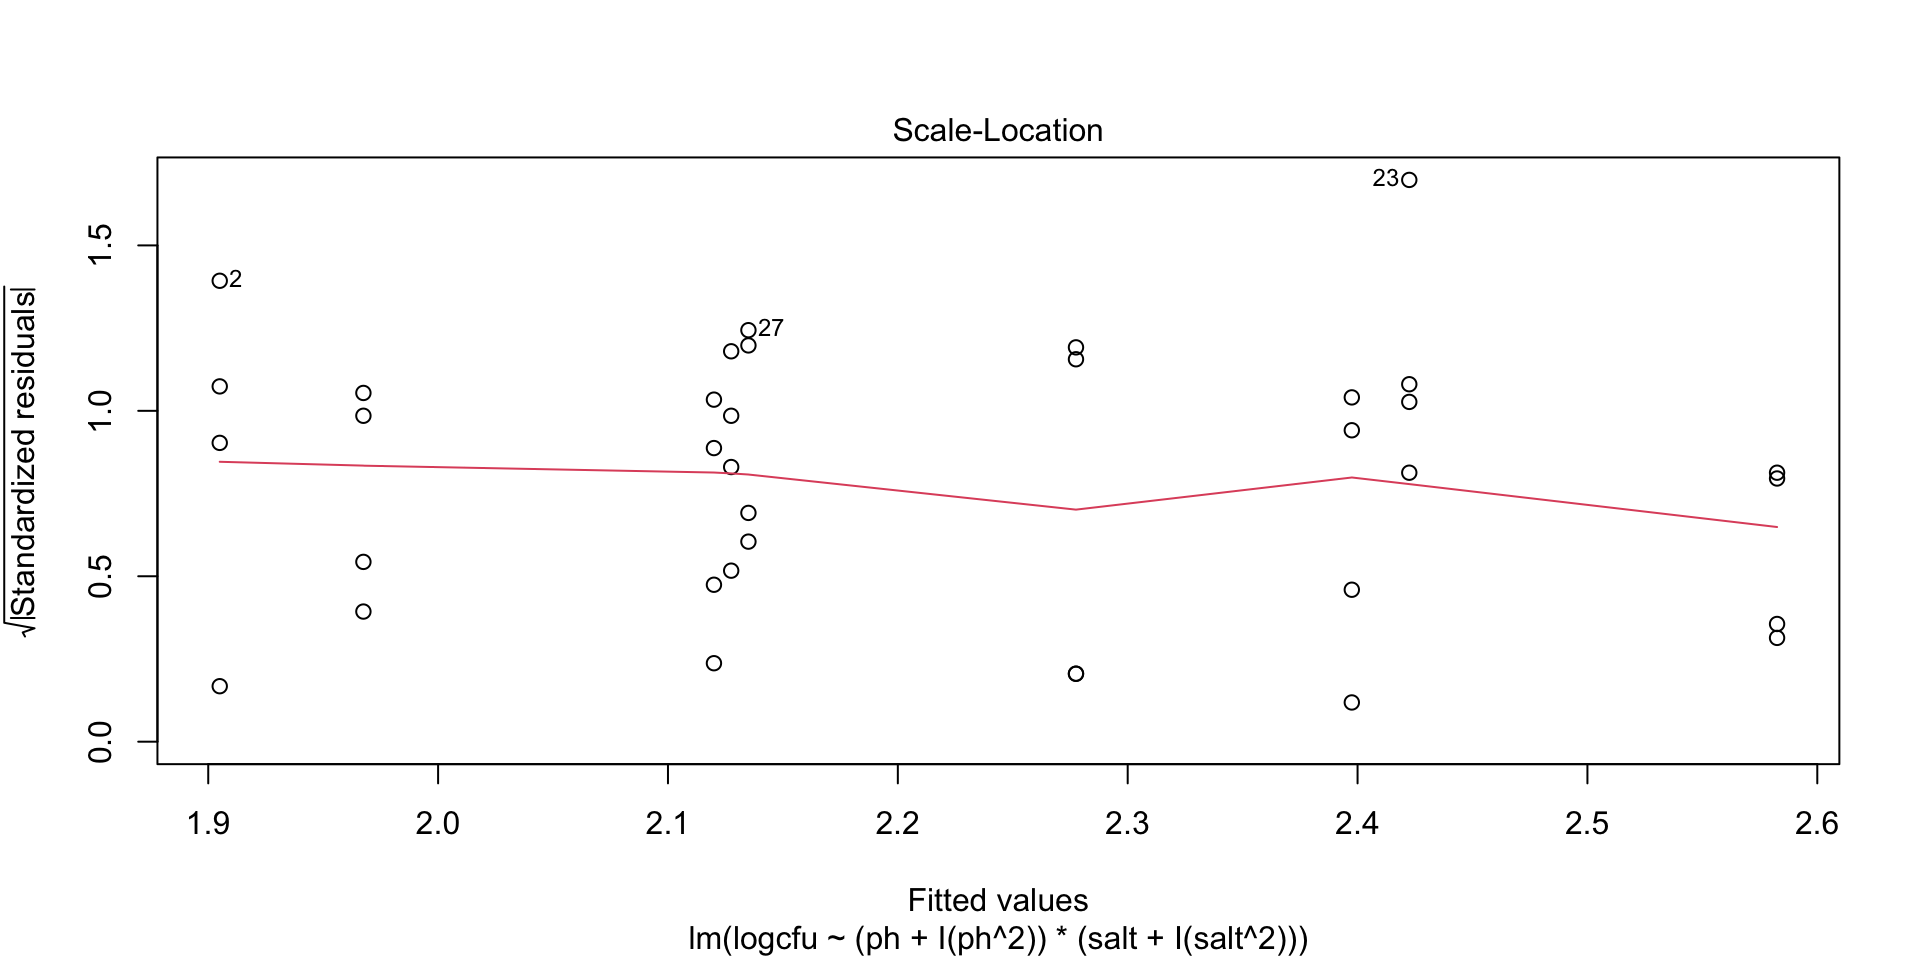 Scale-Location
√|Standardized residuals|
1.5
1.0
0.5
0.0
23
2
27
1.9 2.0 2.1 2.2 2.3 2.4 2.5 2.6
Fitted values
lm(logcfu ~ (ph + I(ph^2)) * (salt + I(salt^2)))